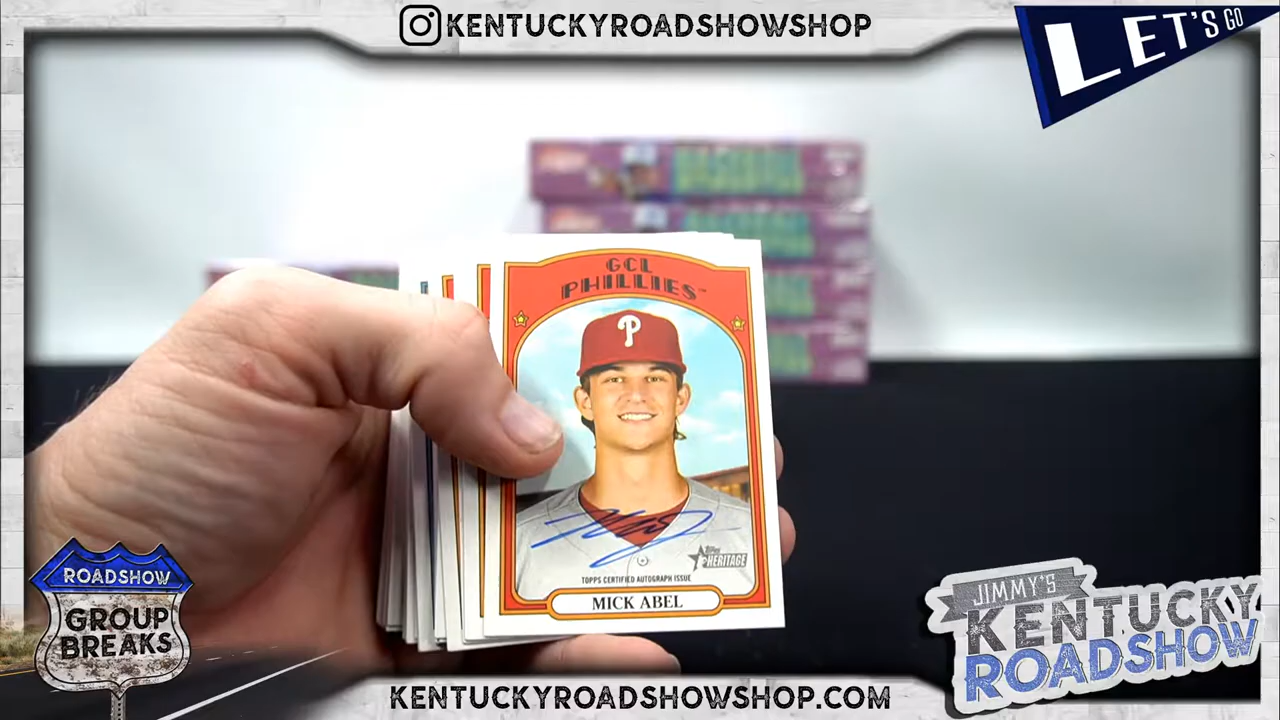 KENTUCKYROADSHOWSHOP
LET'S GO
GCL
PHILLIES™
P
TOPPS HERITAGE
TOPPS CERTIFIED AUTOGRAPH ISSUE
MICK ABEL
ROADSHOW
GROUP
BREAKS
JIMMY'S
KENTUCKY
ROADSHOW
KENTUCKYROADSHOWSHOP.COM